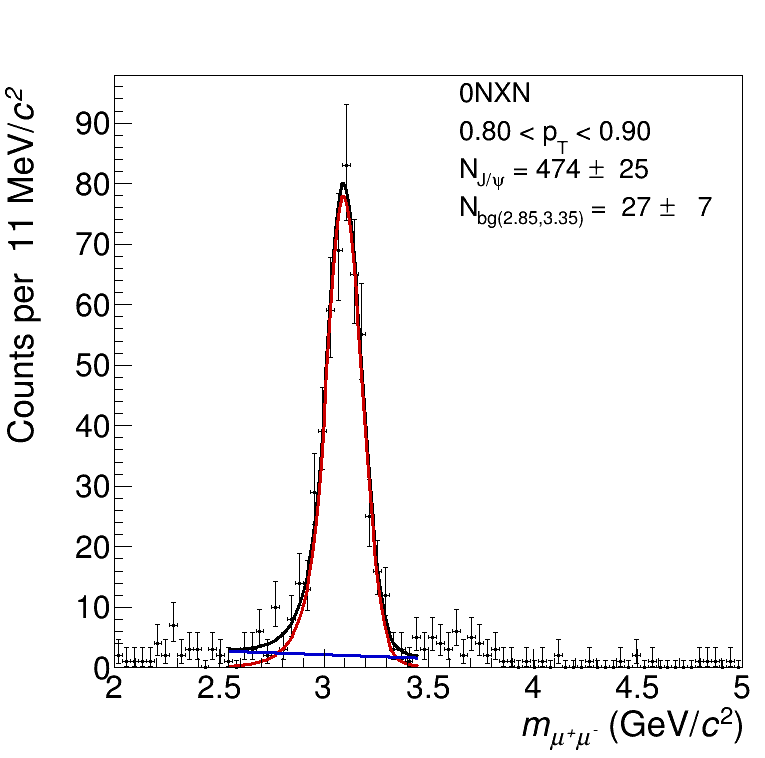 Counts per 11 MeV/c²
90
80
70
60
50
40
30
20
10
0
0NXN
0.80 < p_T < 0.90
N_J/ψ = 474 ± 25
N_bg(2.85,3.35) = 27 ± 7
2 2.5 3 3.5 4 4.5 5
m_μ⁺μ⁻ (GeV/c²)